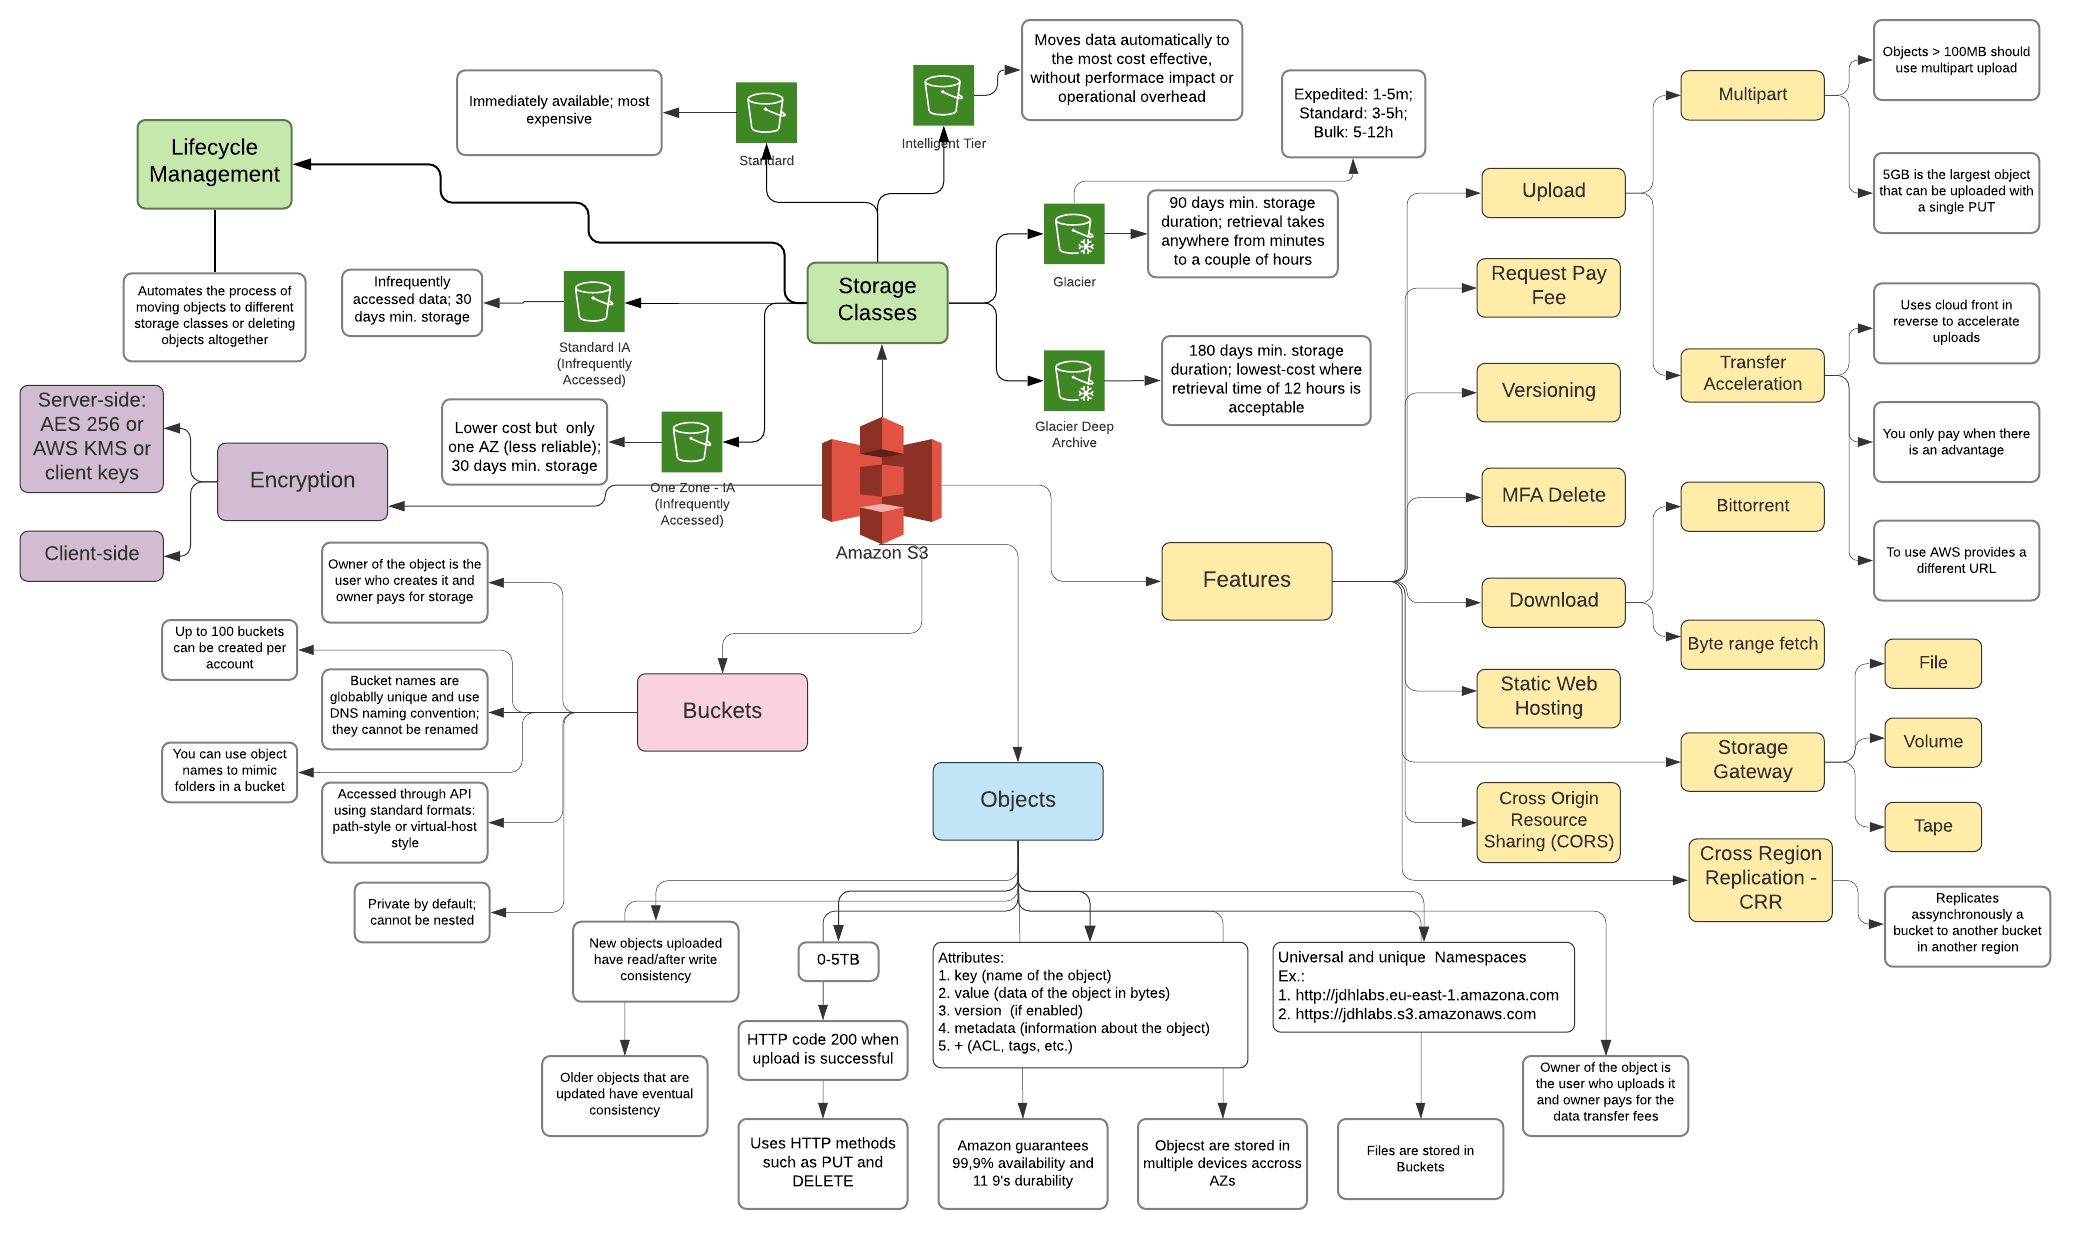 Moves data automatically to
the most cost effective,
without performace impact or
operational overhead
Objects > 100MB should
use multipart upload
Immediately available; most
expensive
Standard
Intelligent Tier
Expedited: 1-5m;
Standard: 3-5h;
Bulk: 5-12h
Multipart
Lifecycle
Management
5GB is the largest object
that can be uploaded with
a single PUT
Upload
90 days min. storage
duration; retrieval takes
anywhere from minutes
to a couple of hours
Glacier
Automates the process of
moving objects to different
storage classes or deleting
objects altogether
Infrequently
accessed data; 30
days min. storage
Standard IA
(Infrequently
Accessed)
Storage
Classes
Request Pay
Fee
Uses cloud front in
reverse to accelerate
uploads
180 days min. storage
duration; lowest-cost where
retrieval time of 12 hours is
acceptable
Glacier Deep
Archive
Versioning
Transfer
Acceleration
Server-side:
AES 256 or
AWS KMS or
client keys
Lower cost but  only
one AZ (less reliable);
30 days min. storage
One Zone - IA
(Infrequently
Accessed)
You only pay when there
is an advantage
Encryption
MFA Delete
Bittorrent
Client-side
Amazon S3
To use AWS provides a
different URL
Owner of the object is the
user who creates it and
owner pays for storage
Features
Download
Byte range fetch
Up to 100 buckets
can be created per
account
File
Bucket names are
globablly unique and use
DNS naming convention;
they cannot be renamed
Buckets
Static Web
Hosting
Volume
You can use object
names to mimic
folders in a bucket
Storage
Gateway
Objects
Accessed through API
using standard formats:
path-style or virtual-host
style
Cross Origin
Resource
Sharing (CORS)
Tape
Cross Region
Replication -
CRR
Private by default;
cannot be nested
Replicates
assynchronously a
bucket to another bucket
in another region
New objects uploaded
have read/after write
consistency
0-5TB
Attributes:
1. key (name of the object)
2. value (data of the object in bytes)
3. version  (if enabled)
4. metadata (information about the object)
5. + (ACL, tags, etc.)
Universal and unique  Namespaces
Ex.:
1. http://jdhlabs.eu-east-1.amazona.com
2. https://jdhlabs.s3.amazonaws.com
HTTP code 200 when
upload is successful
Older objects that are
updated have eventual
consistency
Owner of the object is
the user who uploads it
and owner pays for the
data transfer fees
Uses HTTP methods
such as PUT and
DELETE
Amazon guarantees
99,9% availability and
11 9's durability
Objecst are stored in
multiple devices accross
AZs
Files are stored in
Buckets